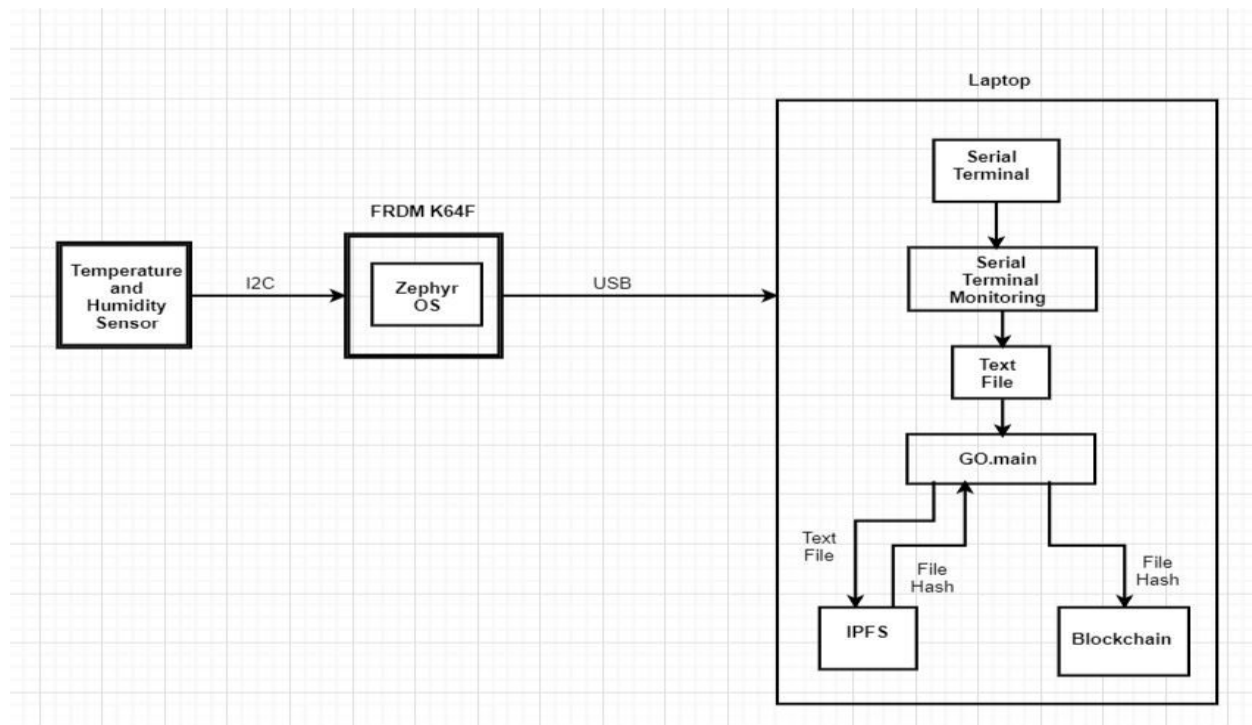 Laptop
Serial
Terminal
FRDM K64F
Temperature
and
Humidity
Sensor
I2C
Zephyr
OS
USB
Serial
Terminal
Monitoring
Text
File
GO.main
Text
File
File
Hash
File
Hash
IPFS
Blockchain